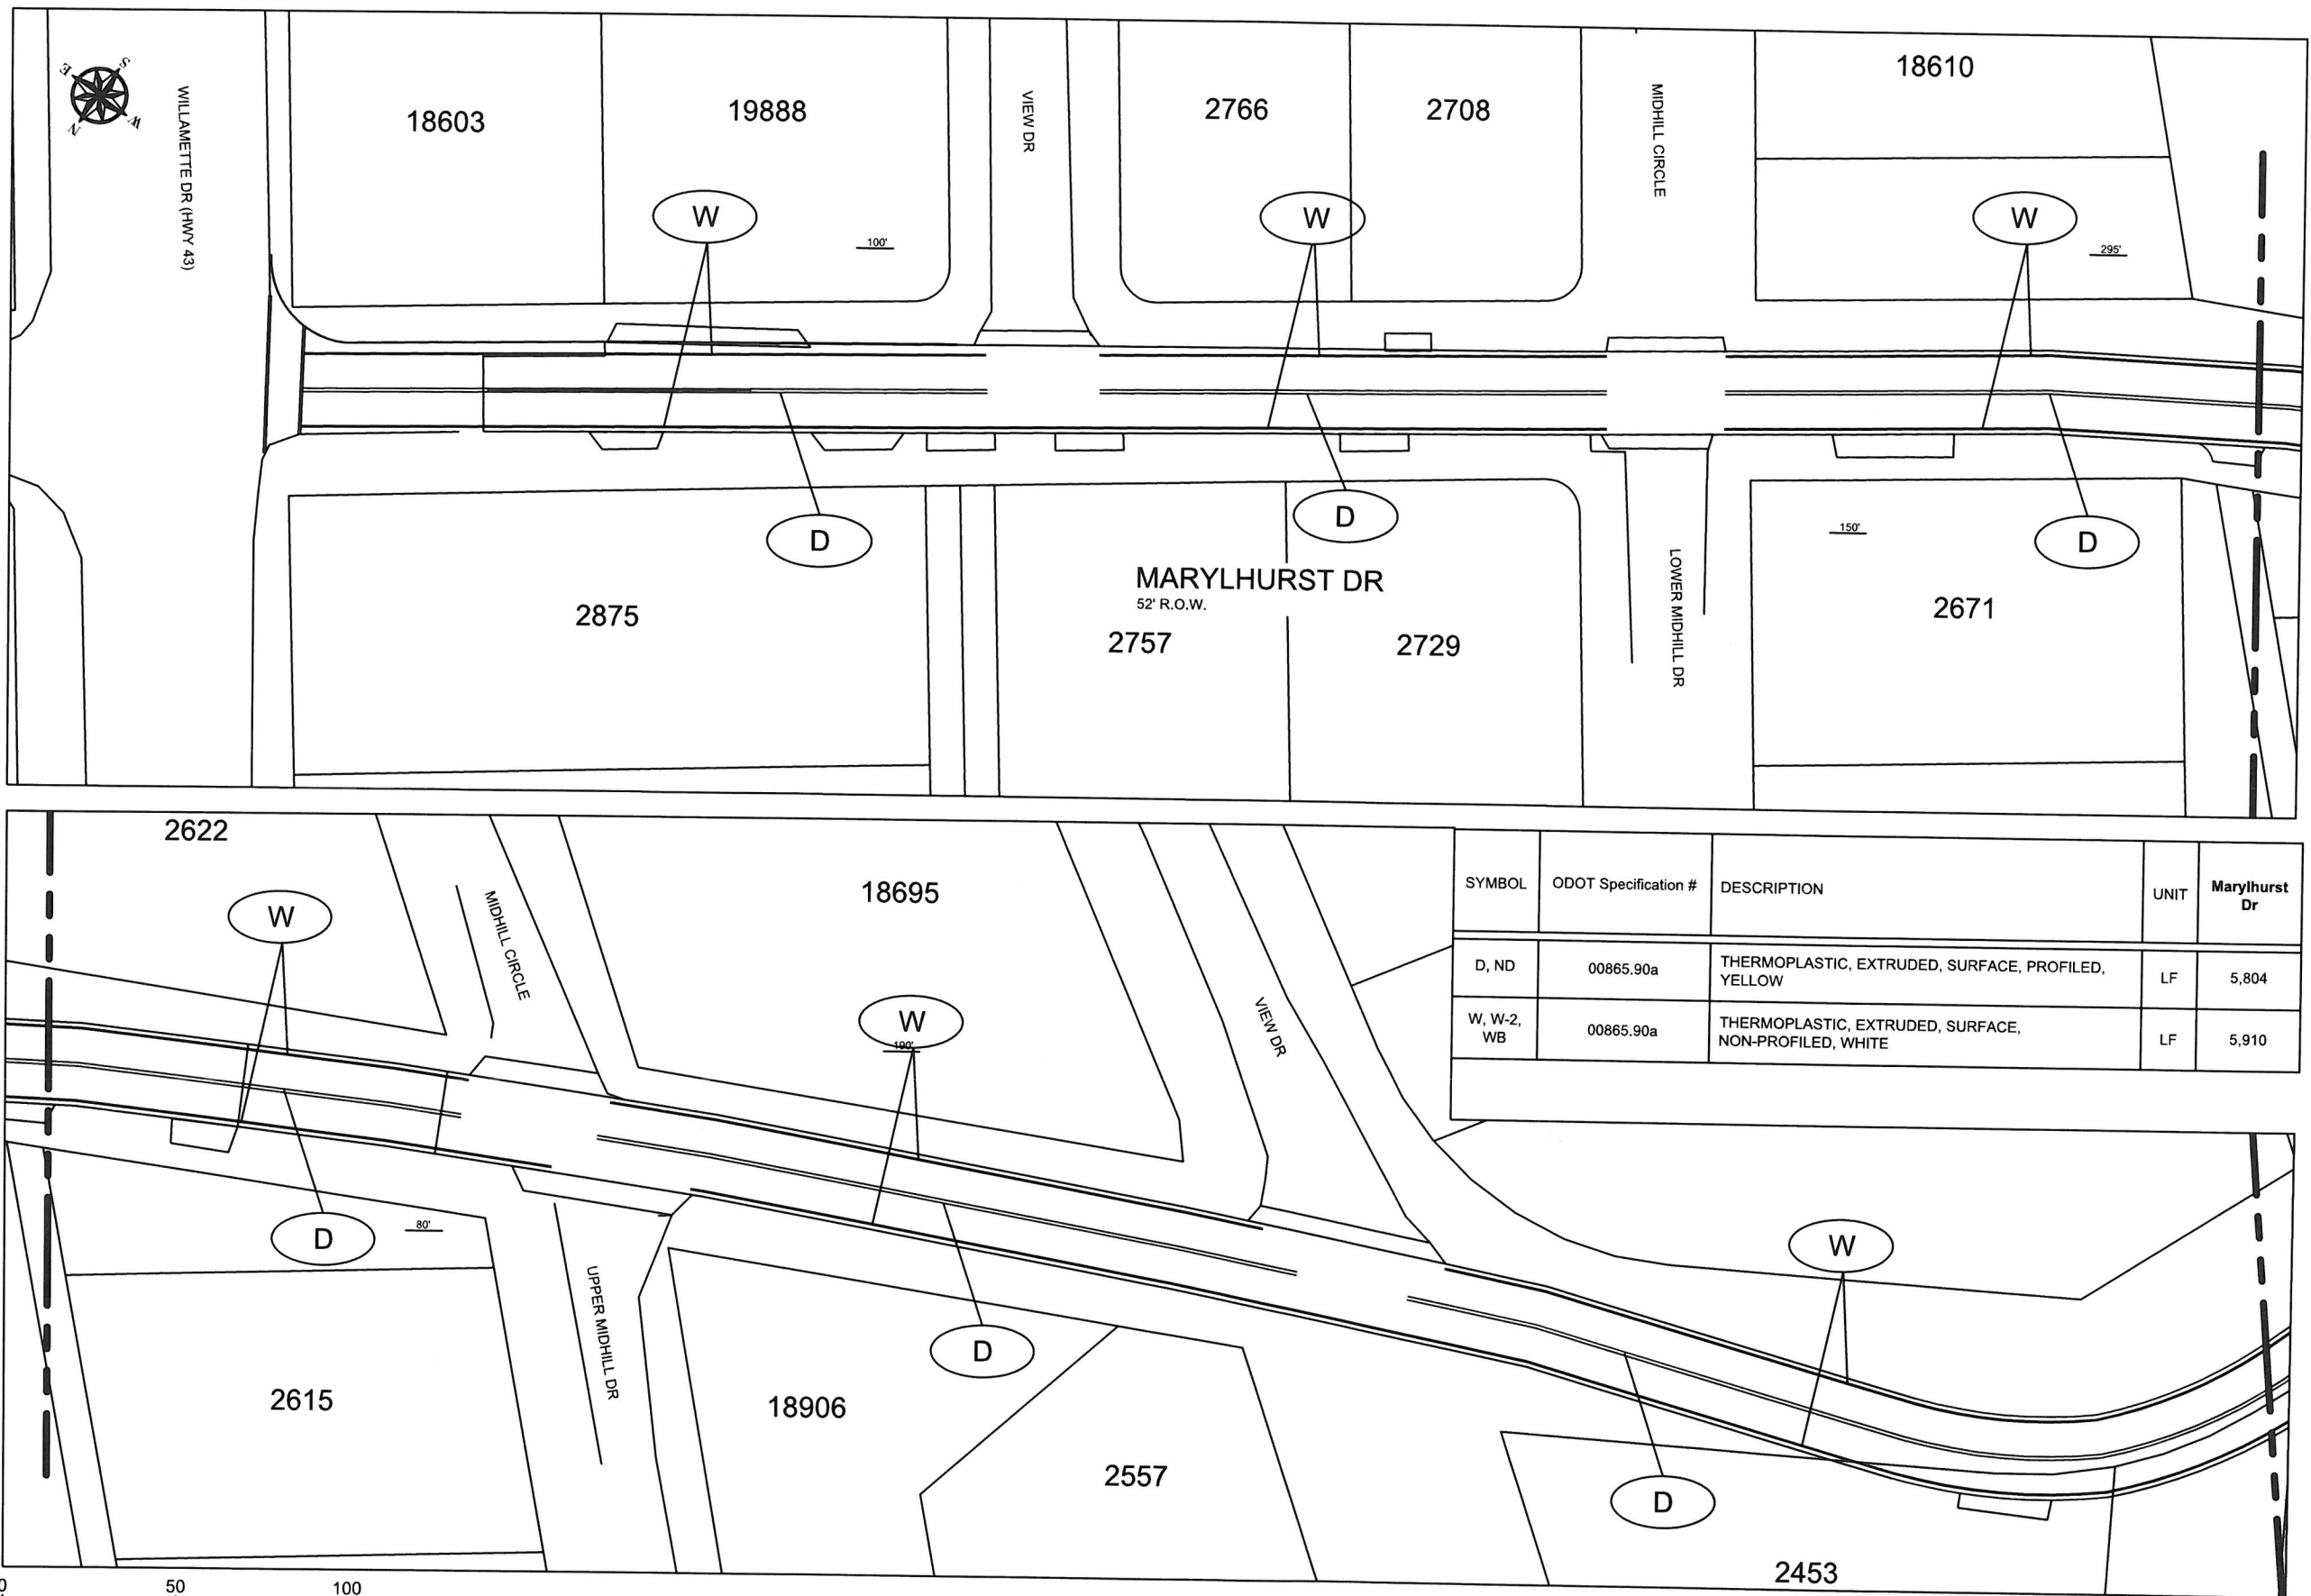 S
E
W
N
WILLAMETTE DR (HWY 43)
18603
19888
VIEW DR
2766
2708
MIDHILL CIRCLE
18610
W
W
W
100'
295'
D
D
D
2875
MARYLHURST DR
52' R.O.W.
2757
2729
LOWER MIDHILL DR
150'
2671
2622
W
MIDHILL CIRCLE
18695
W
190'
VIEW DR
SYMBOL ODOT Specification # DESCRIPTION UNIT Marylhurst
Dr
D, ND 00865.90a THERMOPLASTIC, EXTRUDED, SURFACE, PROFILED,
YELLOW LF 5,804
W, W-2,
WB 00865.90a THERMOPLASTIC, EXTRUDED, SURFACE,
NON-PROFILED, WHITE LF 5,910
D
80'
UPPER MIDHILL DR
D
W
2615
18906
2557
D
2453
0 50 100